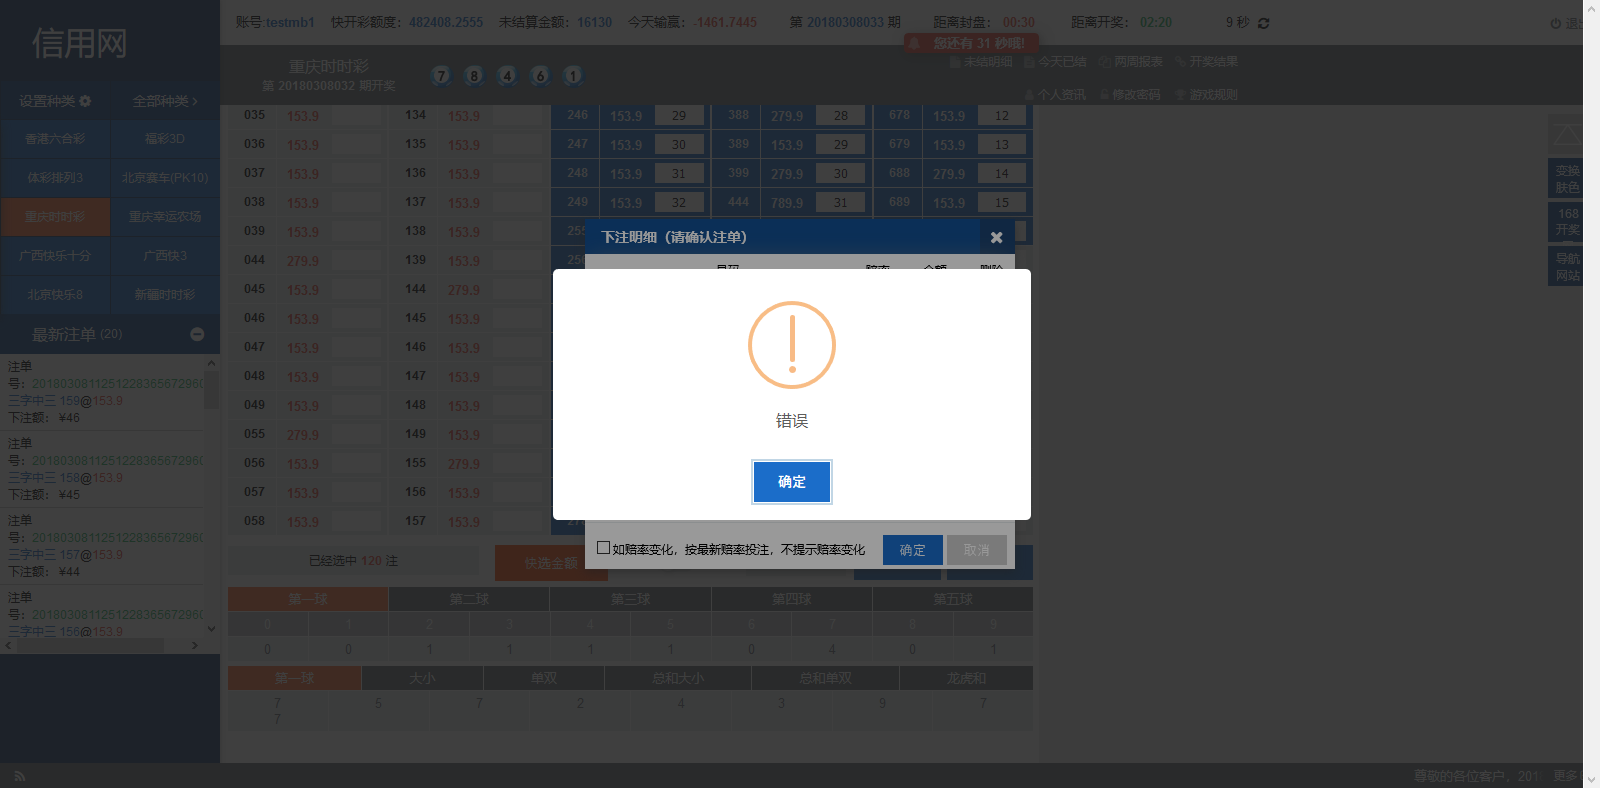 账号:testmb1 快开彩额度：482408.2555 未结算金额：16130 今天输赢：-1461.7445 第 20180308033 期 距离封盘： 00:30 距离开奖： 02:20 9 秒
信用网
您还有 31 秒哦!
重庆时时彩
第 20180308032 期开奖
7 8 4 6 1
未结明细 今天已结 两周报表 开奖结果
个人资讯 修改密码 游戏规则
设置种类 全部种类
香港六合彩 福彩3D
体彩排列3 北京赛车(PK10)
重庆时时彩 重庆幸运农场
广西快乐十分 广西快3
北京快乐8 新疆时时彩
最新注单 (20)
注单
号：2018030811251228365672960
三字中三 159@153.9
下注额： ¥46
注单
号：2018030811251228365672960
三字中三 158@153.9
下注额： ¥45
注单
号：2018030811251228365672960
三字中三 157@153.9
下注额： ¥44
注单
号：2018030811251228365672960
三字中三 156@153.9
035 153.9 134 153.9 246 153.9 29 388 279.9 28 678 153.9 12
036 153.9 135 153.9 247 153.9 30 389 153.9 29 679 153.9 13
037 153.9 136 153.9 248 153.9 31 399 279.9 30 688 279.9 14
038 153.9 137 153.9 249 153.9 32 444 789.9 31 689 153.9 15
039 153.9 138 153.9
044 279.9 139 153.9
045 153.9 144 279.9
046 153.9 145 153.9
047 153.9 146 153.9
048 153.9 147 153.9
049 153.9 148 153.9
055 279.9 149 153.9
056 153.9 155 279.9
057 153.9 156 153.9
058 153.9 157 153.9
下注明细（请确认注单）
错误
确定
如赔率变化，按最新赔率投注，不提示赔率变化 确定 取消
已经选中 120 注 快选金额
第一球 第二球 第三球 第四球 第五球
0 1 2 3 4 5 6 7 8 9
0 0 1 1 1 1 0 4 0 1
第一球 大小 单双 总和大小 总和单双 龙虎和
7 5 7 2 4 3 9 7
7
变换
肤色
168
开奖
导航
网站
尊敬的各位客户，201 更多